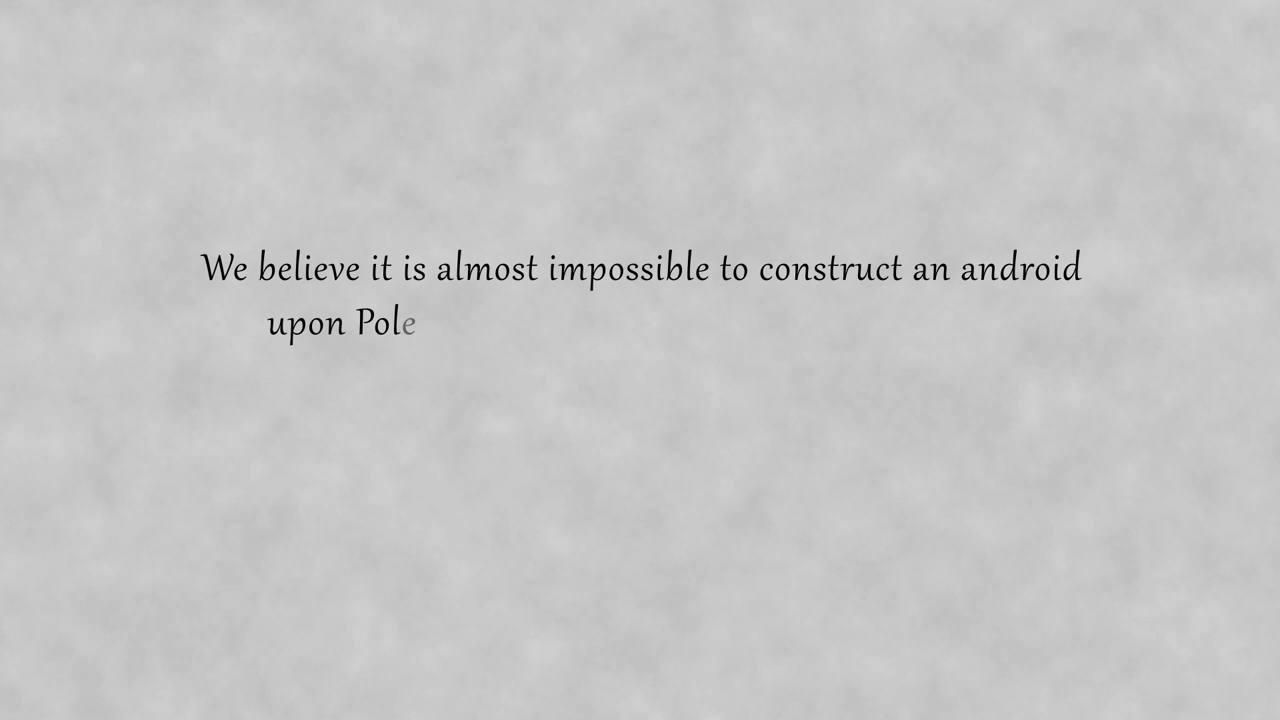 We believe it is almost impossible to construct an android
upon Pole